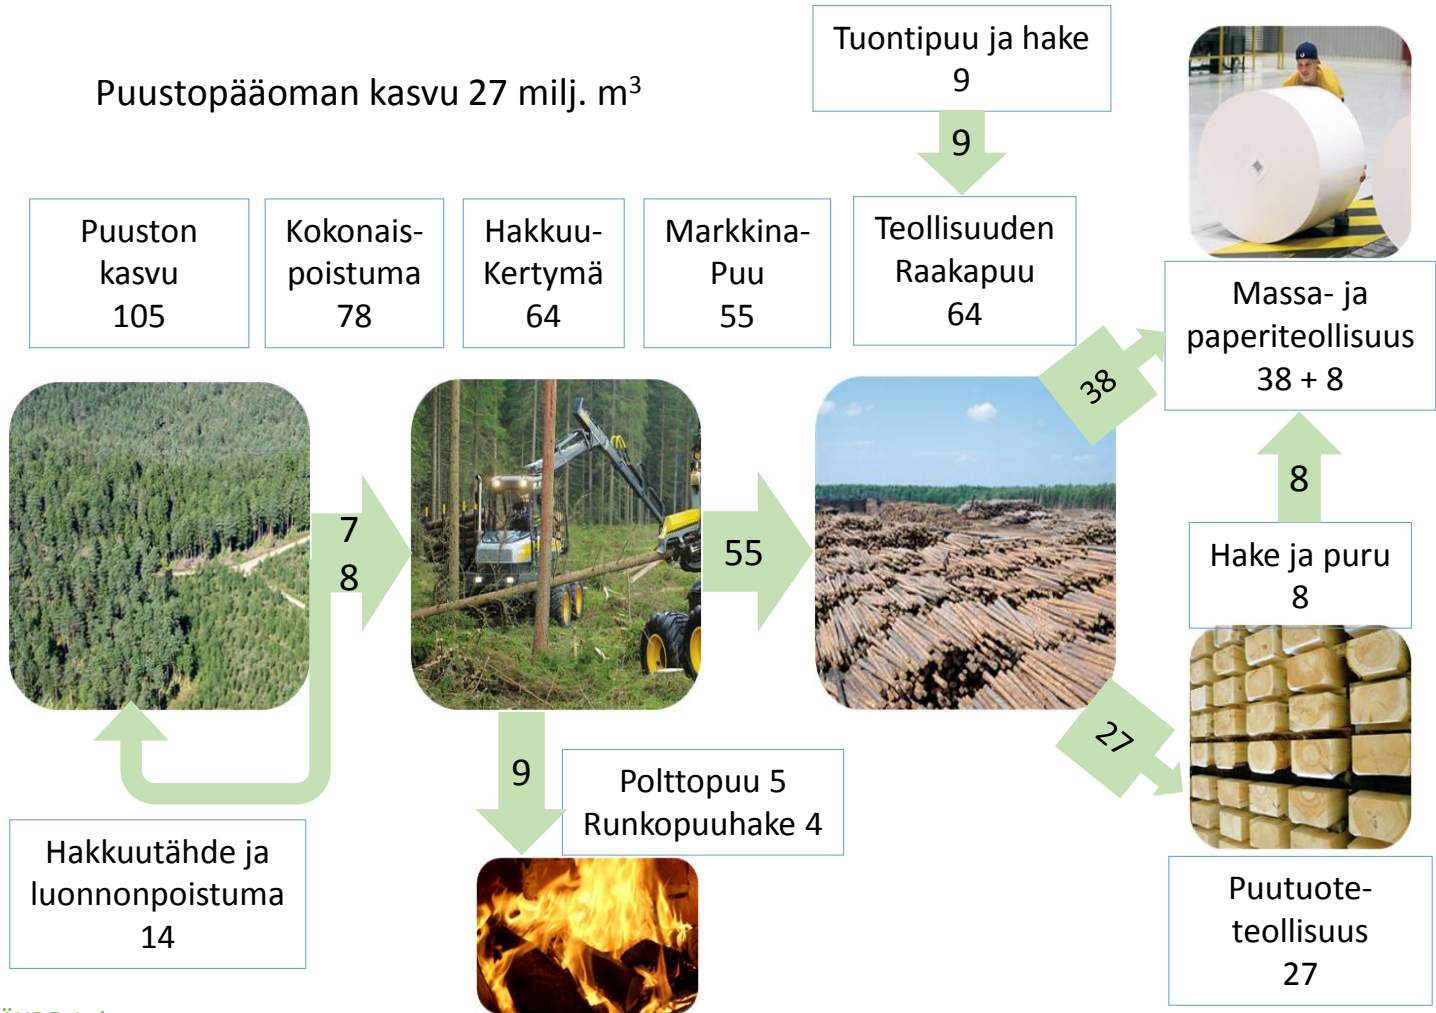 Puustopääoman kasvu 27 milj. m³
Tuontipuu ja hake
9
9
Puuston
kasvu
105
Kokonais-
poistuma
78
Hakkuu-
Kertymä
64
Markkina-
Puu
55
Teollisuuden
Raakapuu
64
Massa- ja
paperiteollisuus
38 + 8
38
7
8
55
8
Hake ja puru
8
27
9
Polttopuu 5
Runkopuuhake 4
Hakkuutähde ja
luonnonpoistuma
14
Puutuote-
teollisuus
27